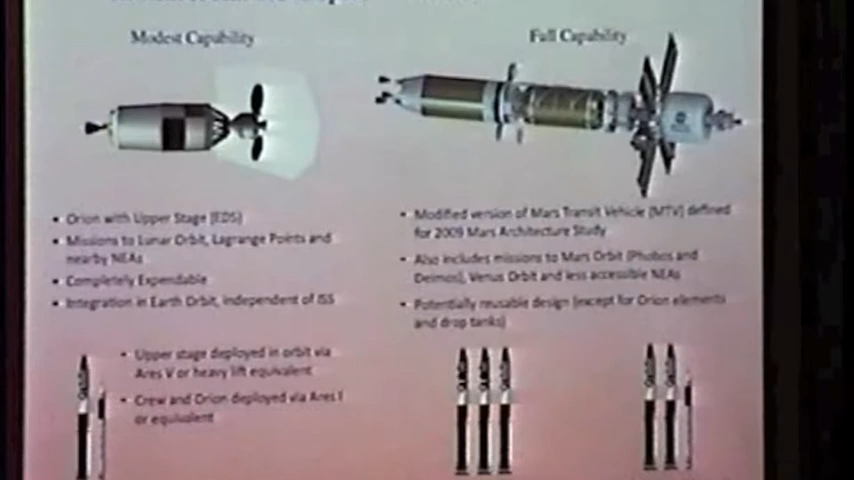 Modest Capability
Full Capability
• Orion with Upper Stage (EDS)
• Missions to Lunar Orbit, Lagrange Points and
nearby NEAs
• Completely Expendable
• Integration in Earth Orbit, independent of ISS
• Upper stage deployed in orbit via
Ares V or heavy lift equivalent
• Crew and Orion deployed via Ares I
or equivalent
• Modified version of Mars Transit Vehicle (MTV) defined
for 2009 Mars Architecture Study
• Also includes missions to Mars Orbit (Phobos and
Deimos), Venus Orbit and less accessible NEAs
• Potentially reusable design (except for Orion elements
and drop tanks)